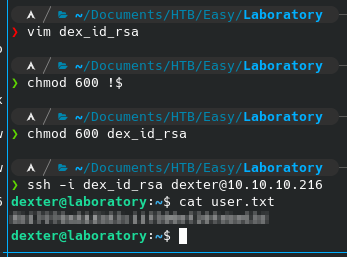 ~/Documents/HTB/Easy/Laboratory
❯ vim dex_id_rsa
~/Documents/HTB/Easy/Laboratory
❯ chmod 600 !$
~/Documents/HTB/Easy/Laboratory
❯ chmod 600 dex_id_rsa
~/Documents/HTB/Easy/Laboratory
❯ ssh -i dex_id_rsa dexter@10.10.10.216
dexter@laboratory:~$ cat user.txt
dexter@laboratory:~$